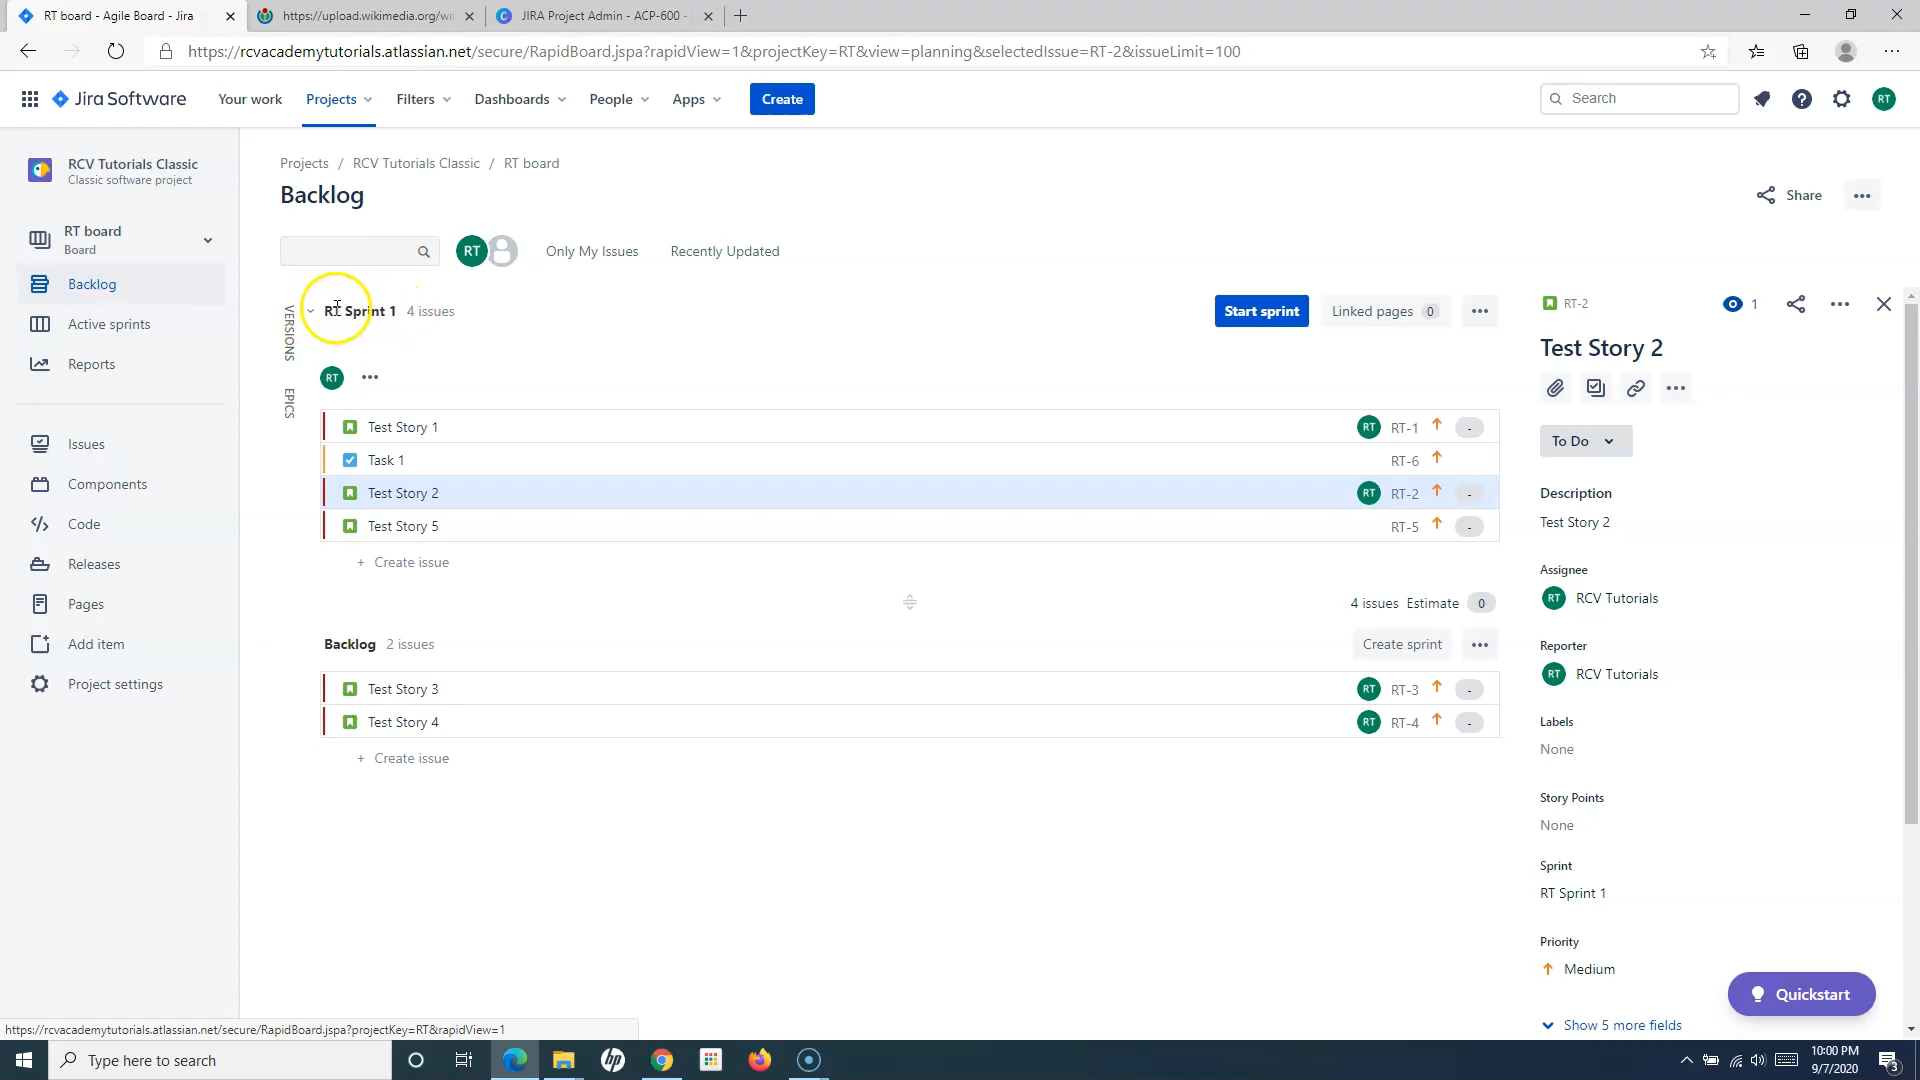 RT board - Agile Board - Jira
https://upload.wikimedia.org/wi
JIRA Project Admin - ACP-600 -
https://rcvacademytutorials.atlassian.net/secure/RapidBoard.jspa?rapidView=1&projectKey=RT&view=planning&selectedIssue=RT-2&issueLimit=100
Jira Software
Your work
Projects
Filters
Dashboards
People
Apps
Create
Search
RT
RCV Tutorials Classic
Classic software project
RT board
Board
Backlog
Active sprints
Reports
Issues
Components
Code
Releases
Pages
Add item
Project settings
Projects / RCV Tutorials Classic / RT board
Backlog
Share
RT
Only My Issues
Recently Updated
VERSIONS
EPICS
RT Sprint 1 4 issues
Start sprint
Linked pages 0
RT
Test Story 1 RT RT-1 -
Task 1 RT-6
Test Story 2 RT RT-2 -
Test Story 5 RT-5 -
+ Create issue
4 issues Estimate 0
Backlog 2 issues
Create sprint
Test Story 3 RT RT-3 -
Test Story 4 RT RT-4 -
+ Create issue
RT-2
1
Test Story 2
To Do
Description
Test Story 2
Assignee
RT RCV Tutorials
Reporter
RT RCV Tutorials
Labels
None
Story Points
None
Sprint
RT Sprint 1
Priority
Medium
Quickstart
Show 5 more fields
https://rcvacademytutorials.atlassian.net/secure/RapidBoard.jspa?projectKey=RT&rapidView=1
Type here to search
hp
10:00 PM
9/7/2020
3